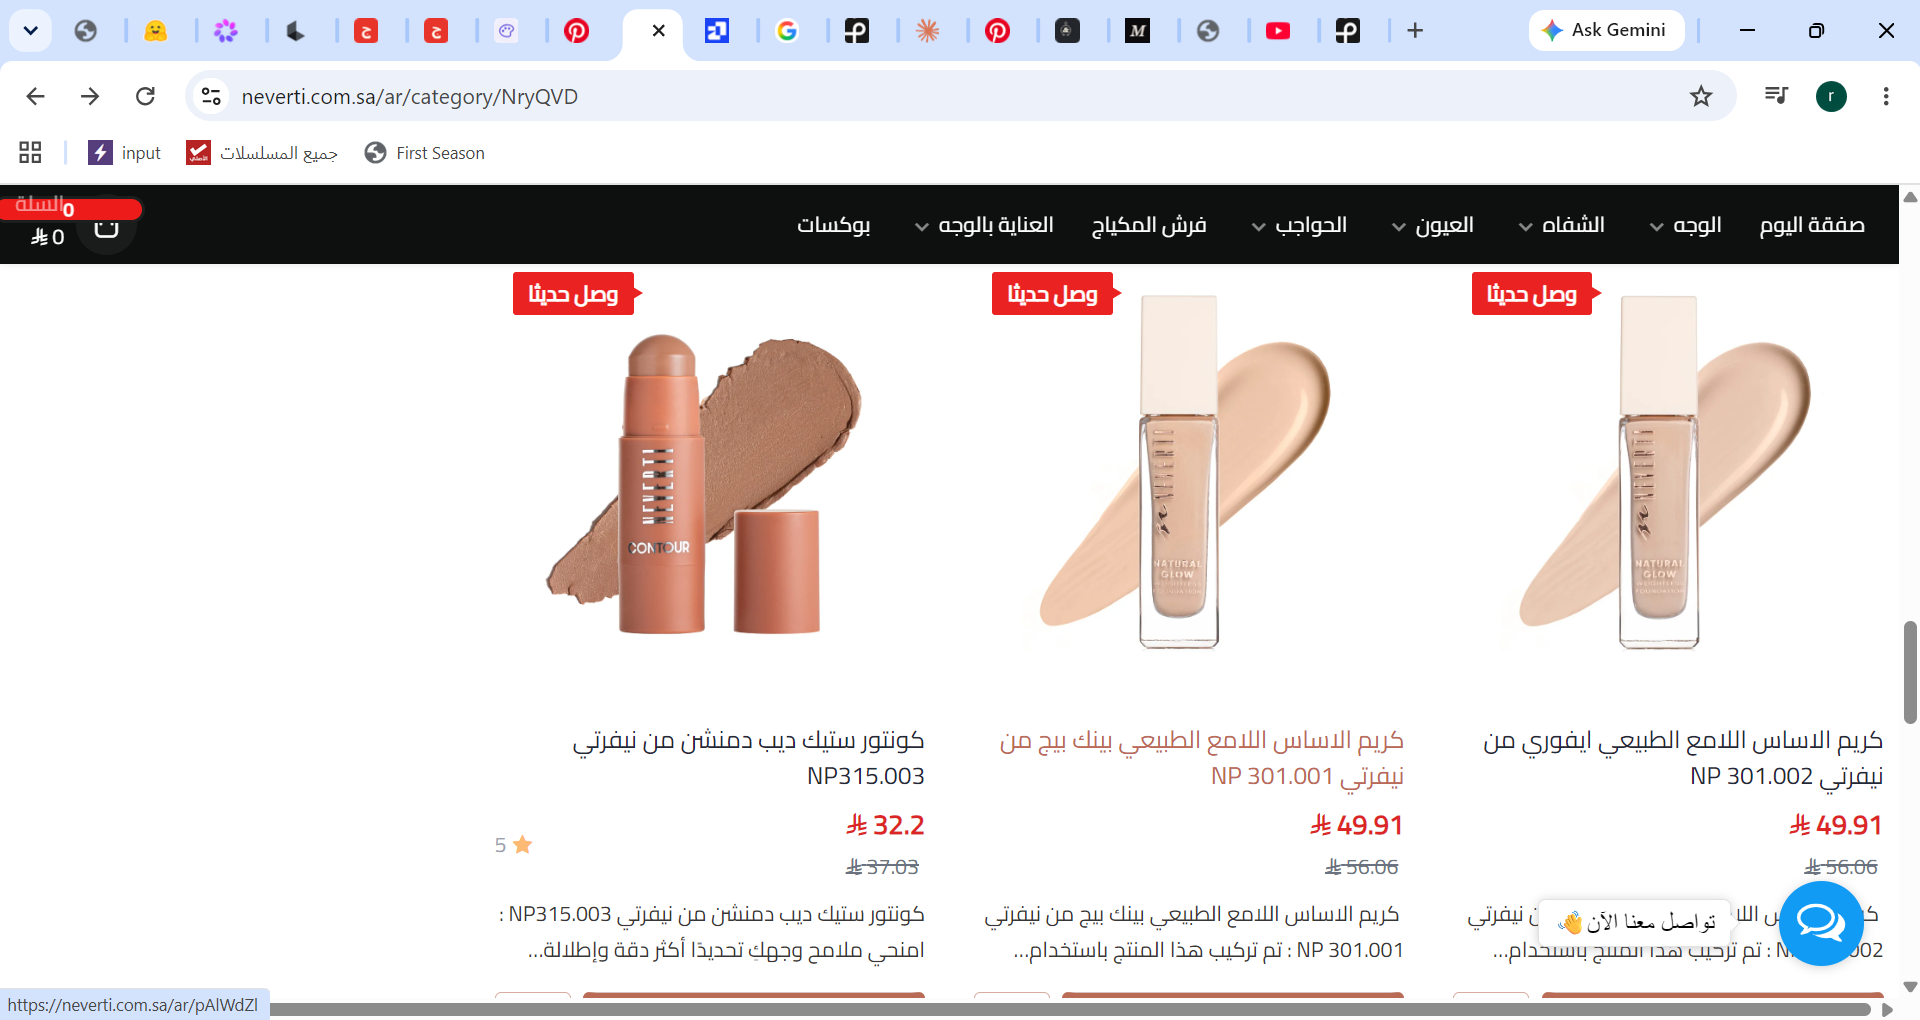 Ask Gemini
neverti.com.sa/ar/category/NryQVD
r
input
جميع المسلسلات
First Season
صفقة اليوم
الوجه
الشفاه
العيون
الحواجب
فرش المكياج
العناية بالوجه
بوكسات
السلة
0
0
وصل حديثا
وصل حديثا
وصل حديثا
NEVERTI
NATURAL
GLOW
FOUNDATION
NEVERTI
NATURAL
GLOW
FOUNDATION
NEVERTI
CONTOUR
كريم الاساس اللامع الطبيعي ايفوري من
نيفرتي NP 301.002
49.91
56.06
كريم الاساس اللامع الطبيعي بينك بيج من
نيفرتي NP 301.001
49.91
56.06
كريم الاساس اللامع الطبيعي بينك بيج من نيفرتي
NP 301.001 : تم تركيب هذا المنتج باستخدام...
كونتور ستيك ديب دمنشن من نيفرتي
NP315.003
32.2
37.03
5
كونتور ستيك ديب دمنشن من نيفرتي NP315.003 :
امنحي ملامح وجهكِ تحديدًا أكثر دقة وإطلالة...
نيفرتي
تواصل معنا الآن 👋
https://neverti.com.sa/ar/pAlWdZl